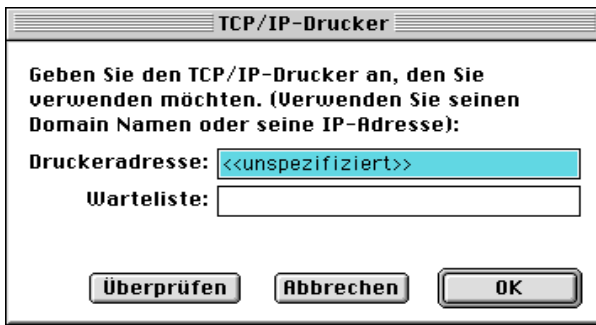 TCP/IP-Drucker
Geben Sie den TCP/IP-Drucker an, den Sie
verwenden möchten. (Verwenden Sie seinen
Domain Namen oder seine IP-Adresse):
Druckeradresse: <<unspezifiziert>>
Warteliste:
Überprüfen Abbrechen OK